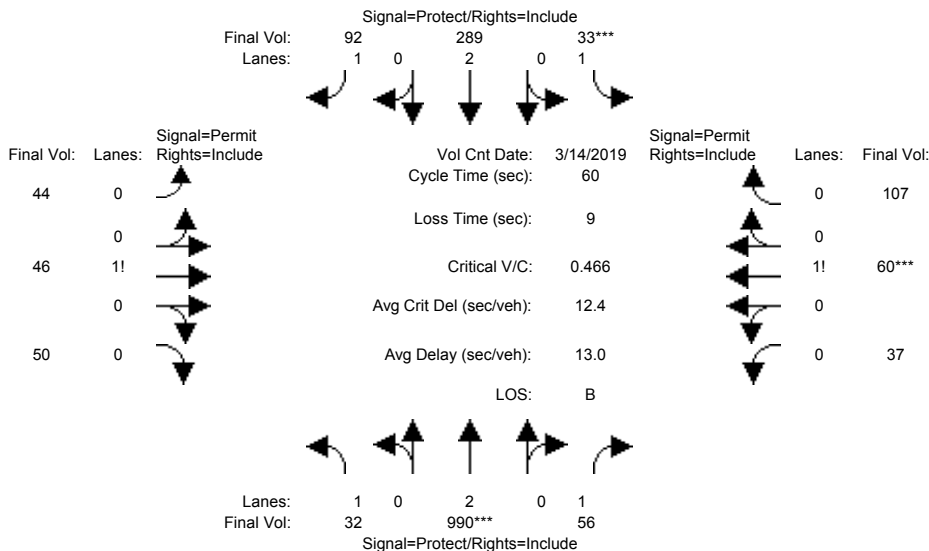 Signal=Protect/Rights=Include
Final Vol: 92 289 33***
Lanes: 1 0 2 0 1
Signal=Permit Signal=Permit
Final Vol: Lanes: Rights=Include Vol Cnt Date: 3/14/2019 Rights=Include Lanes: Final Vol:
Cycle Time (sec): 60
44 0 0 107
Loss Time (sec): 9
0 0
46 1! Critical V/C: 0.466 1! 60***
0 Avg Crit Del (sec/veh): 12.4 0
50 0 Avg Delay (sec/veh): 13.0 0 37
LOS: B
Lanes: 1 0 2 0 1
Final Vol: 32 990*** 56
Signal=Protect/Rights=Include